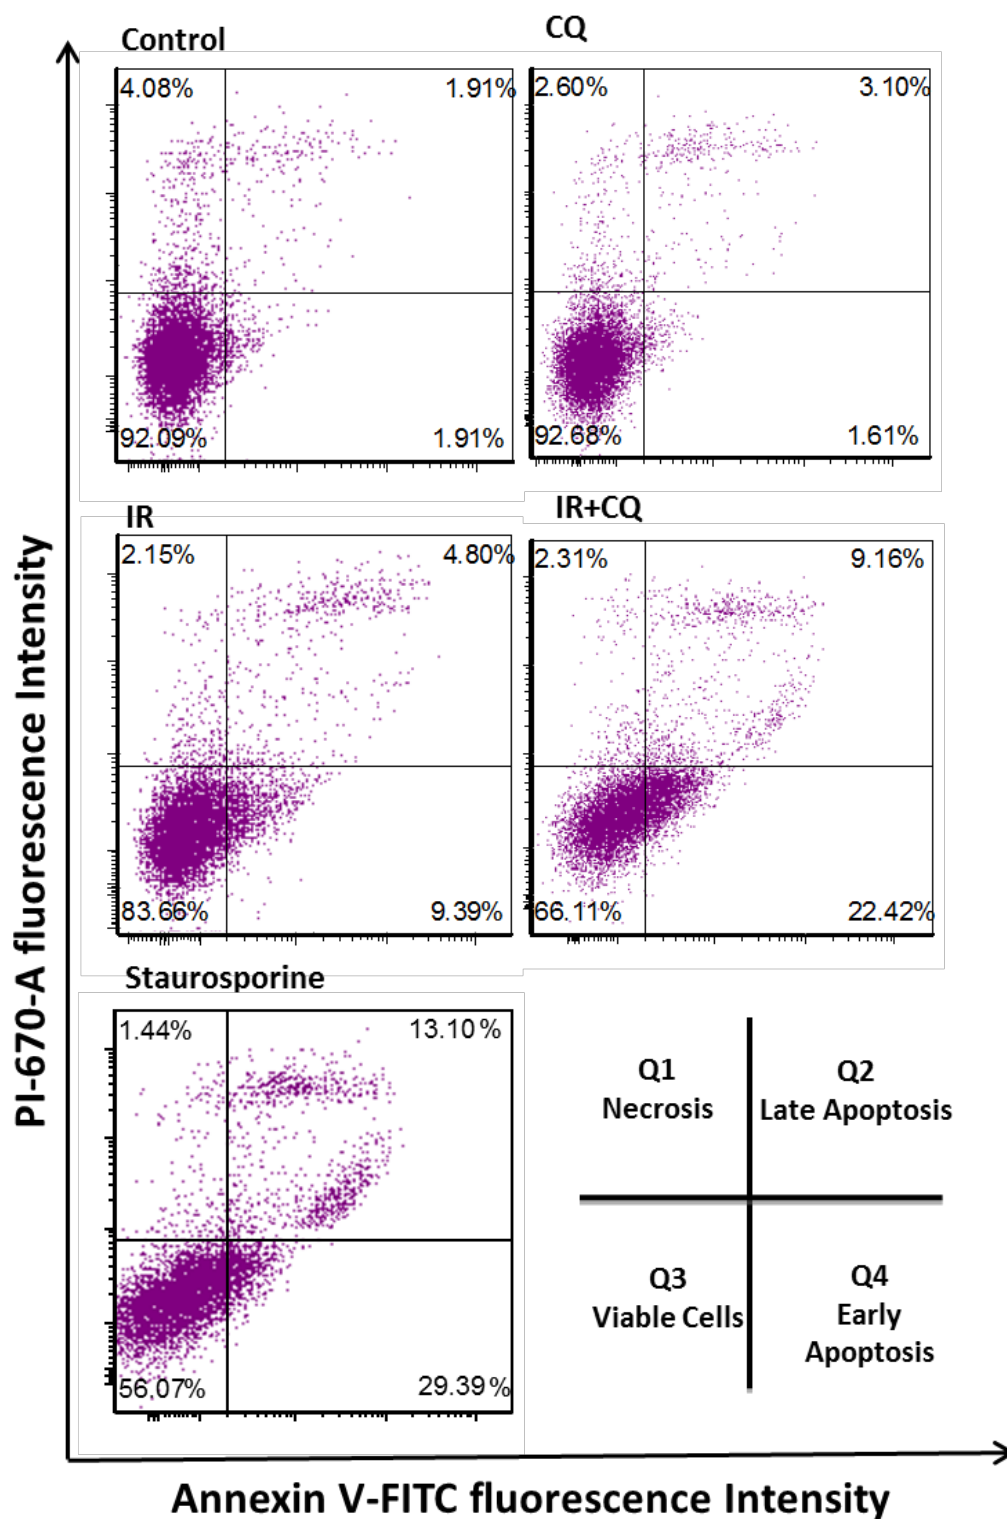 Control
CQ
4.08%
1.91%
2.60%
3.10%
92.09%
1.91%
92.68%
1.61%
IR
IR+CQ
2.15%
4.80%
2.31%
9.16%
83.66%
9.39%
66.11%
22.42%
Staurosporine
1.44%
13.10%
56.07%
29.39%
Q1
Necrosis
Q2
Late Apoptosis
Q3
Viable Cells
Q4
Early
Apoptosis
PI-670-A fluorescence Intensity
Annexin V-FITC fluorescence Intensity